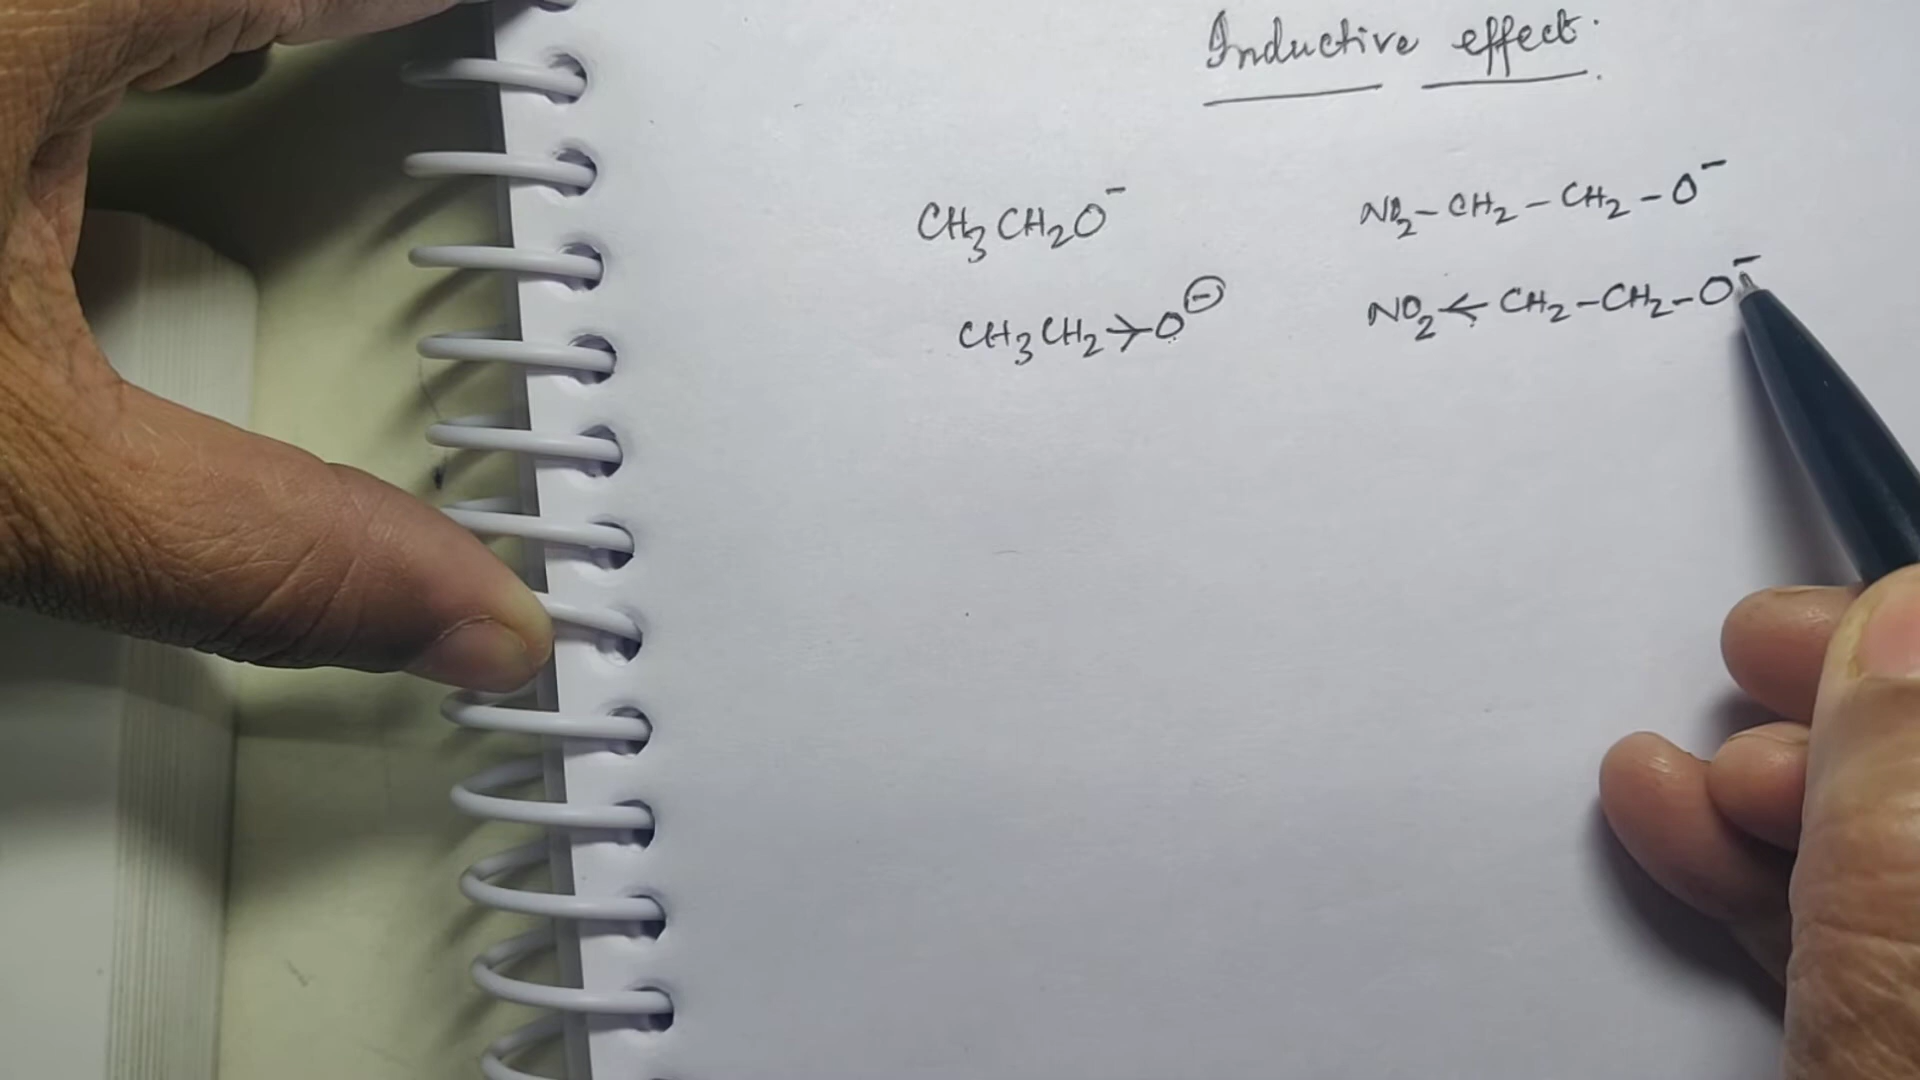 Inductive effect.
CH₃CH₂O⁻ NO₂-CH₂-CH₂-O⁻
CH₃CH₂→O⊖ NO₂←CH₂-CH₂-O⁻